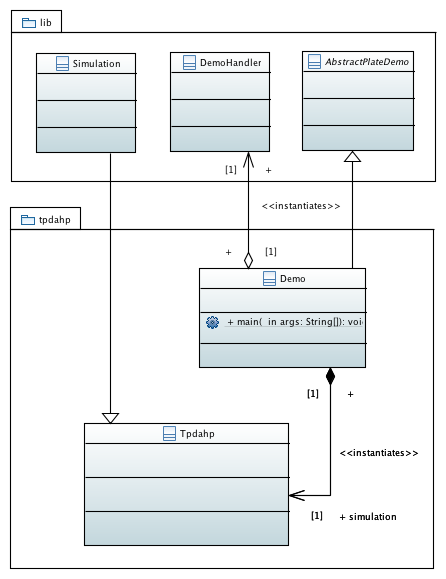 lib
Simulation
DemoHandler
AbstractPlateDemo
[1] +
<<instantiates>>
tpdahp
+ [1]
Demo
+ main( in args: String[]): voi
[1] +
<<instantiates>>
Tpdahp
[1] + simulation